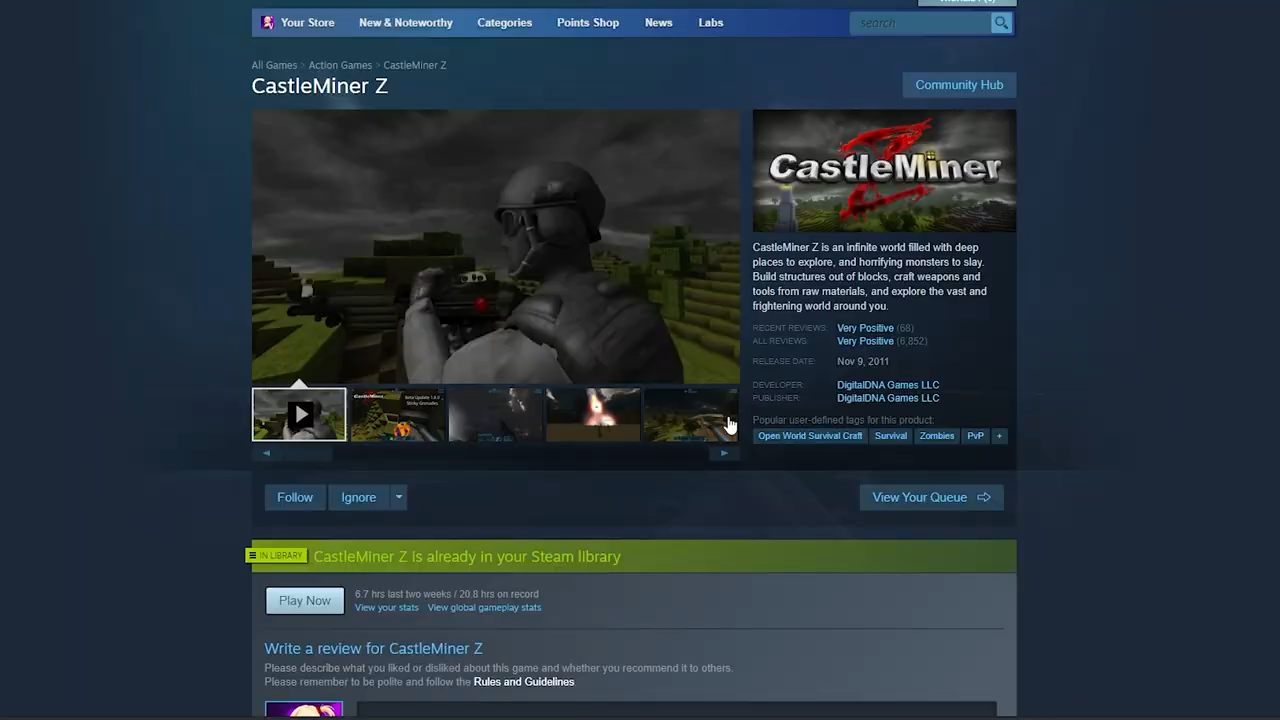 Your Store
New & Noteworthy
Categories
Points Shop
News
Labs
search
All Games > Action Games > CastleMiner Z
CastleMiner Z
Community Hub
CastleMiner Z
CastleMiner Z is an infinite world filled with deep
places to explore, and horrifying monsters to slay.
Build structures out of blocks, craft weapons and
tools from raw materials, and explore the vast and
frightening world around you.
RECENT REVIEWS: Very Positive (68)
ALL REVIEWS: Very Positive (6,852)
RELEASE DATE: Nov 9, 2011
DEVELOPER: DigitalDNA Games LLC
PUBLISHER: DigitalDNA Games LLC
Popular user-defined tags for this product:
Open World Survival Craft Survival Zombies PvP +
CastleMiner
Follow
Ignore
View Your Queue
IN LIBRARY
CastleMiner Z is already in your Steam library
Play Now
6.7 hrs last two weeks / 20.8 hrs on record
View your stats View global gameplay stats
Write a review for CastleMiner Z
Please describe what you liked or disliked about this game and whether you recommend it to others.
Please remember to be polite and follow the Rules and Guidelines